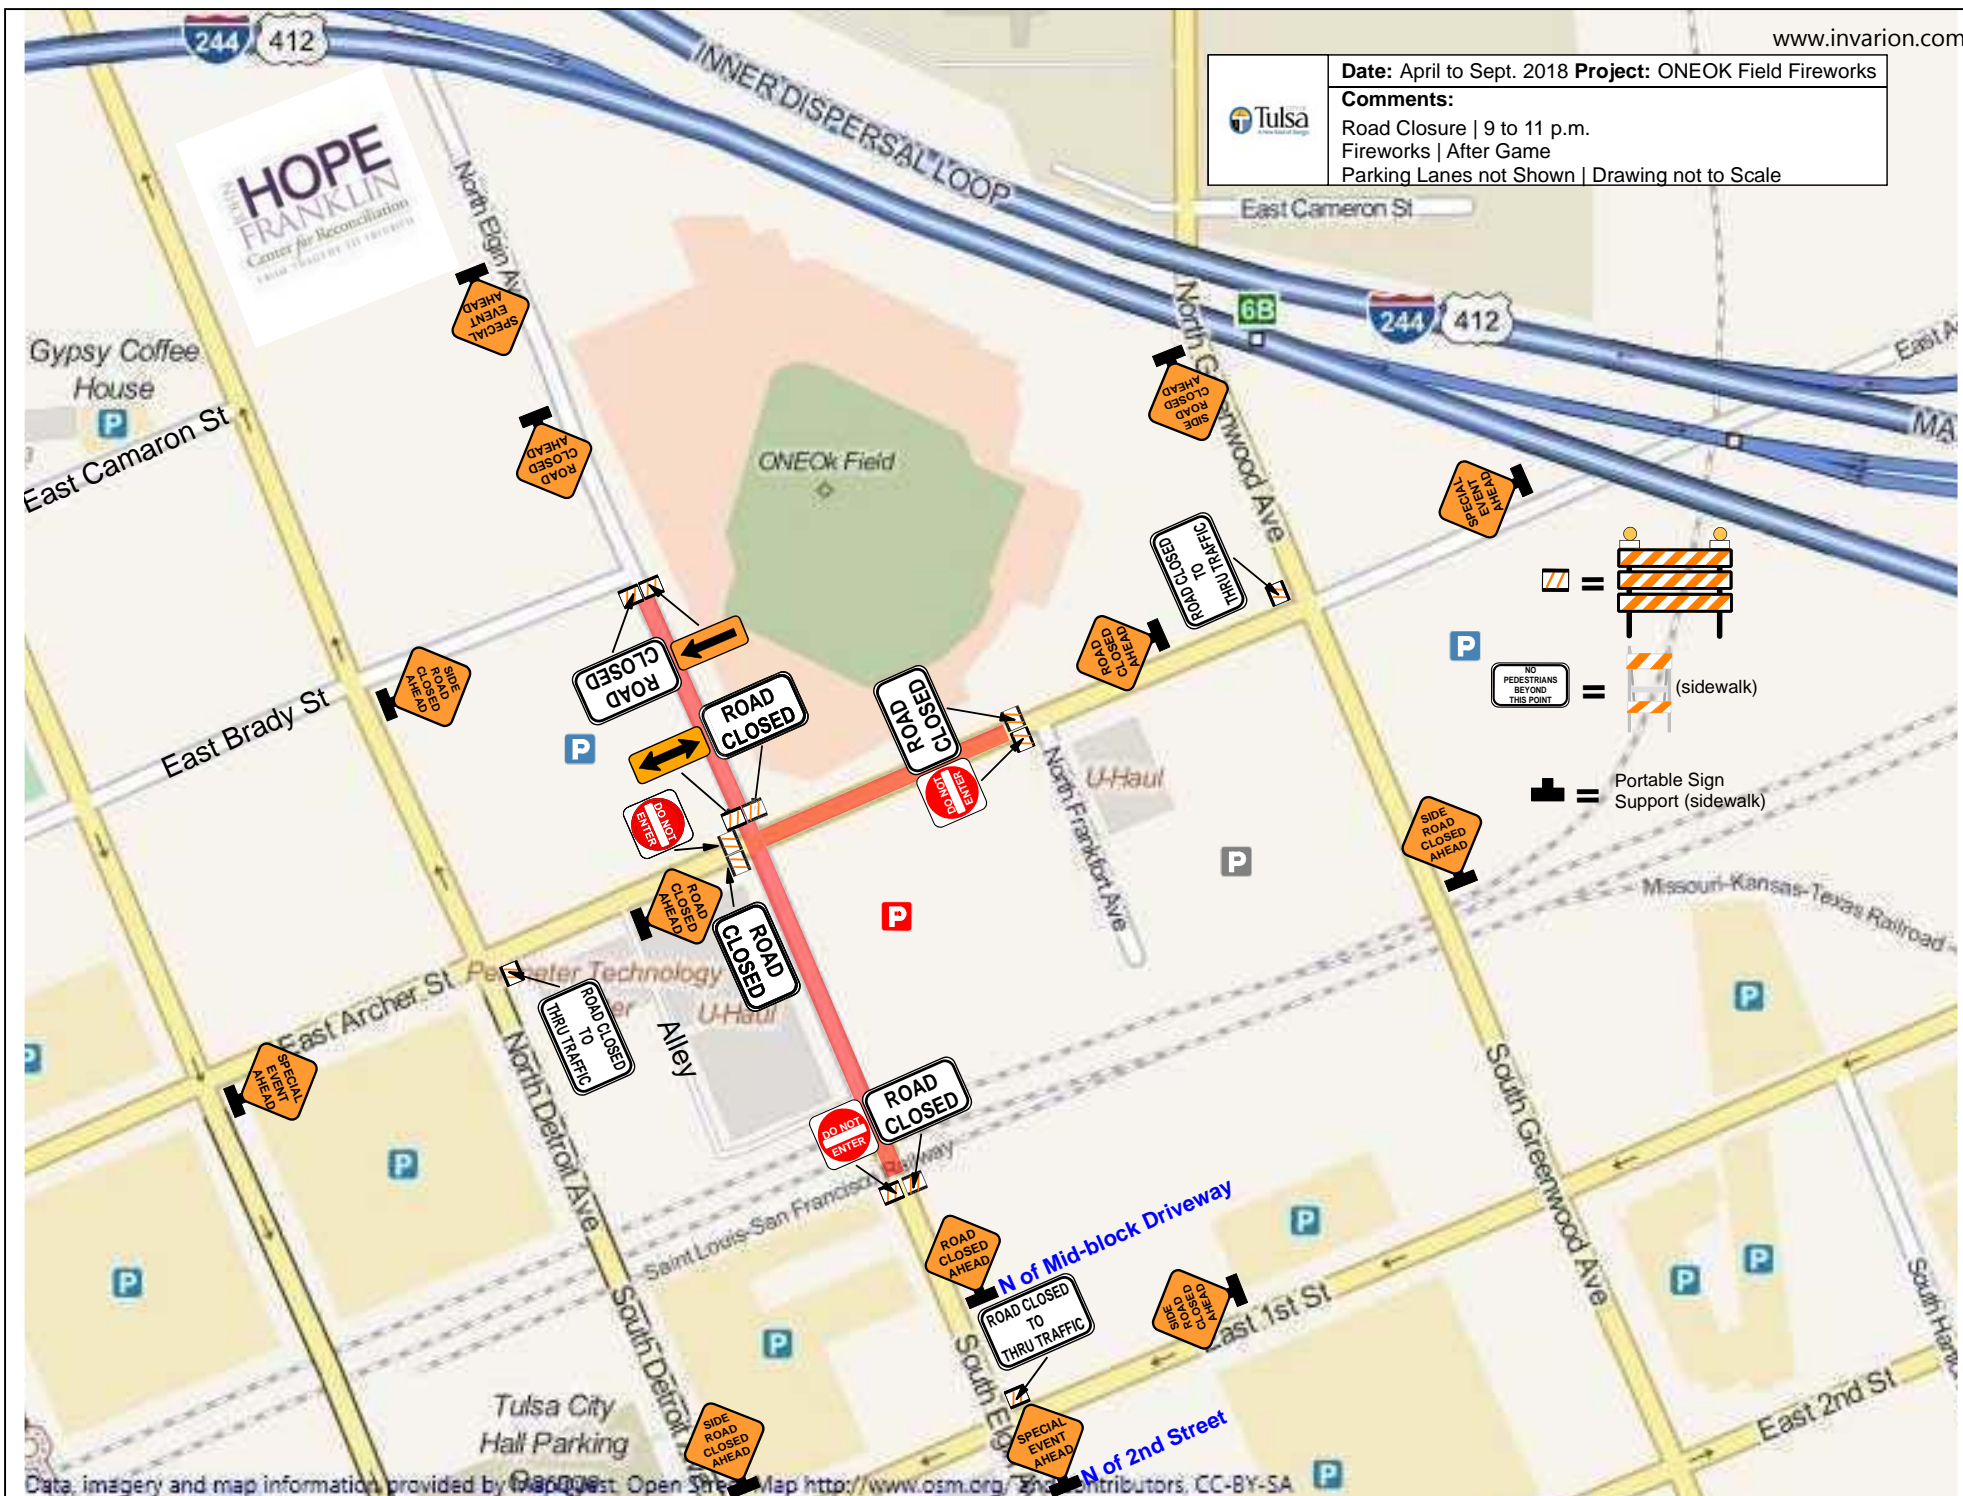 www.invarion.com
Date: April to Sept. 2018 Project: ONEOK Field Fireworks
Comments:
Road Closure | 9 to 11 p.m.
Fireworks | After Game
Parking Lanes not Shown | Drawing not to Scale
Tulsa
244
412
INNER DISPERSAL LOOP
HOPE
FRANKLIN
Center for Reconciliation
FROM TRAGEDY TO TRIUMPH
North Elgin Av
East Cameron St
North Greenwood Ave
6B
244
412
East A
MA
SPECIAL
EVENT
AHEAD
Gypsy Coffee
House
P
East Camaron St
ROAD
CLOSED
AHEAD
ONEOk Field
SIDE
ROAD
CLOSED
AHEAD
SPECIAL
EVENT
AHEAD
ROAD CLOSED
TO
THRU TRAFFIC
ROAD
CLOSED
AHEAD
P
NO
PEDESTRIANS
BEYOND
THIS POINT
=
=
(sidewalk)
=
Portable Sign
Support (sidewalk)
SIDE
ROAD
CLOSED
AHEAD
East Brady St
ROAD
CLOSED
ROAD
CLOSED
ROAD
CLOSED
P
DO NOT
ENTER
DO NOT
ENTER
North Frankfort Ave
U-Haul
SIDE
ROAD
CLOSED
AHEAD
P
P
Missouri-Kansas-Texas Railroad
ROAD
CLOSED
AHEAD
ROAD
CLOSED
Technology
U-Haul
Alley
East Archer St
ROAD CLOSED
TO
THRU TRAFFIC
SPECIAL
EVENT
AHEAD
P
P
P
P
North Detroit Ave
DO NOT
ENTER
ROAD
CLOSED
Saint Louis-San Francisco Railway
South Greenwood Ave
ROAD
CLOSED
AHEAD
N of Mid-block Driveway
ROAD CLOSED
TO
THRU TRAFFIC
SIDE
ROAD
CLOSED
AHEAD
East 1st St
P
P
P
P
South Detroit
South Elg
East 2nd St
Tulsa City
Hall Parking
SIDE
ROAD
CLOSED
AHEAD
SPECIAL
EVENT
AHEAD
N of 2nd Street
P
Data, imagery and map information provided by MapQuest, Open Street Map http://www.osm.org/ and contributors, CC-BY-SA